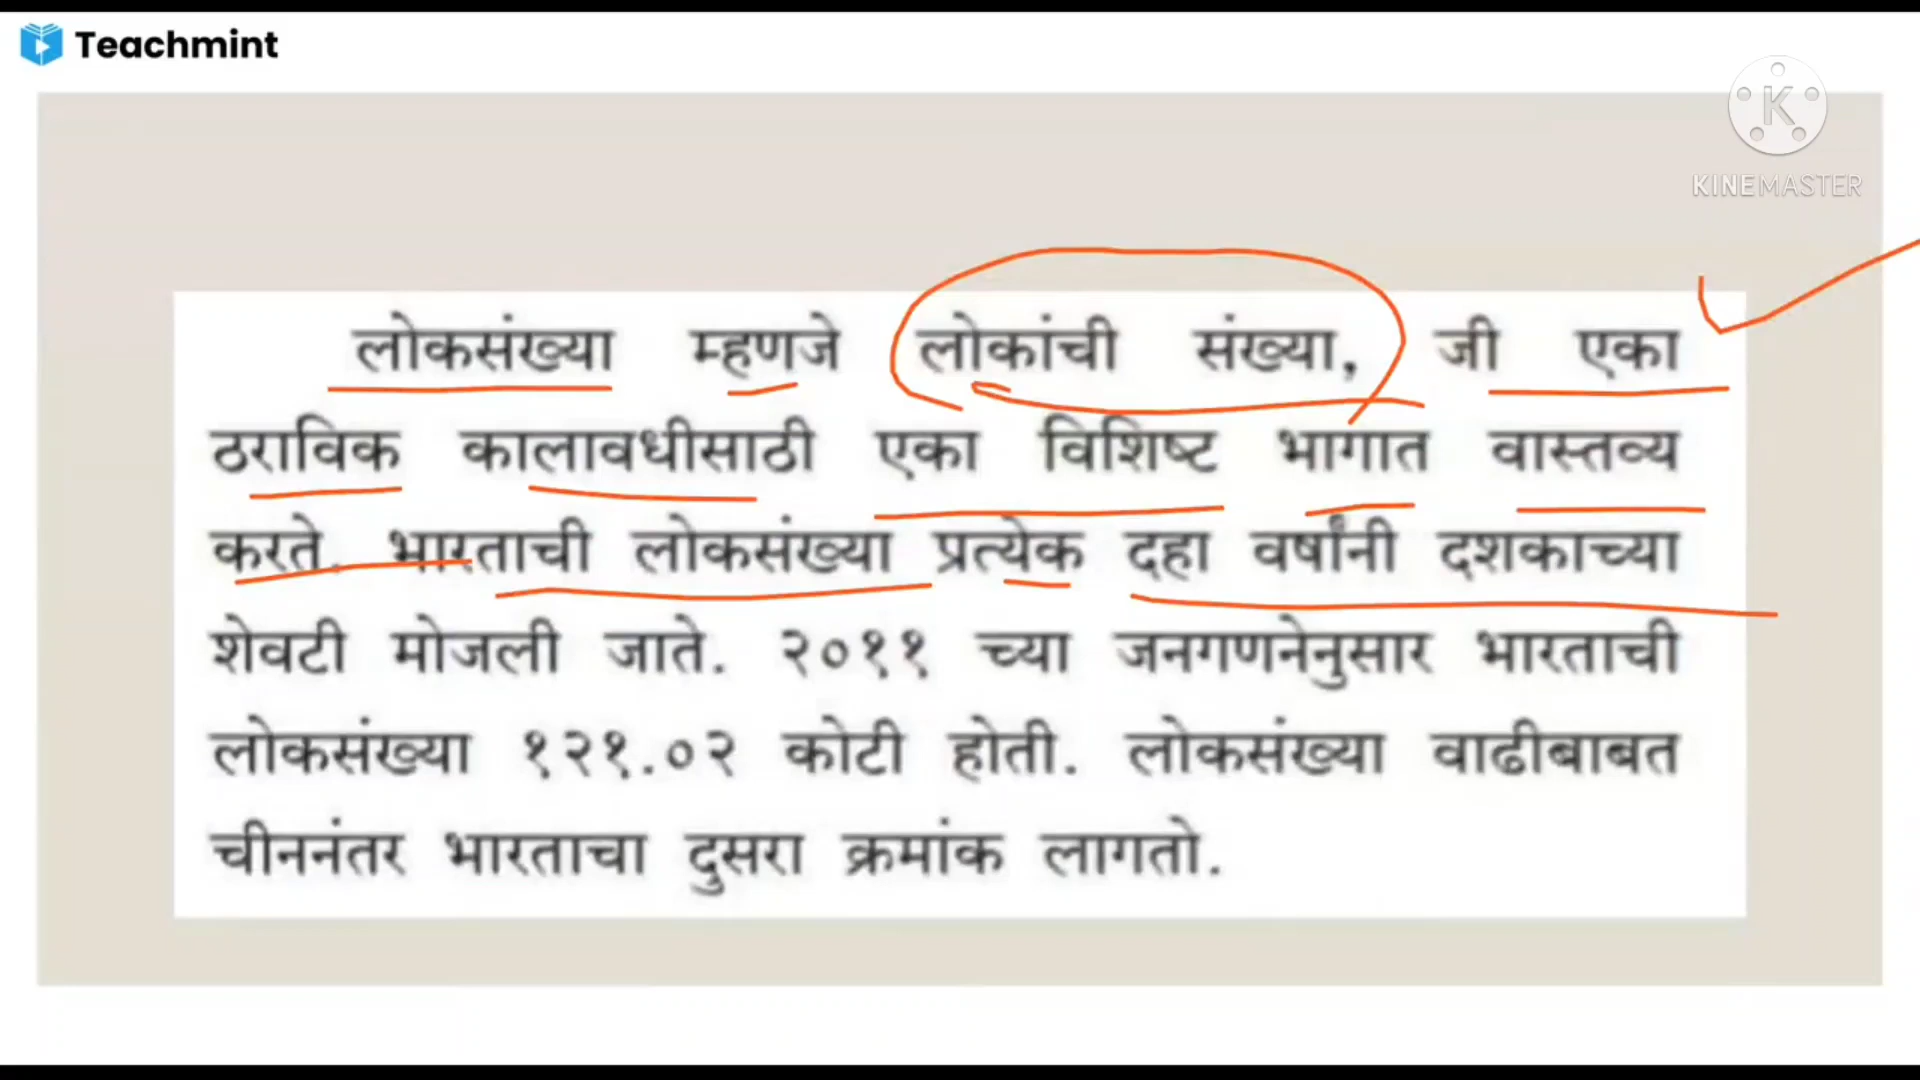 Teachmint
K
KINEMASTER
लोकसंख्या म्हणजे लोकांची संख्या, जी एका
ठराविक कालावधीसाठी एका विशिष्ट भागात वास्तव्य
करते. भारताची लोकसंख्या प्रत्येक दहा वर्षांनी दशकाच्या
शेवटी मोजली जाते. २०११ च्या जनगणनेनुसार भारताची
लोकसंख्या १२१.०२ कोटी होती. लोकसंख्या वाढीबाबत
चीननंतर भारताचा दुसरा क्रमांक लागतो.